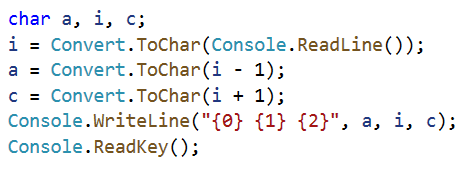 char a, i, c;
i = Convert.ToChar(Console.ReadLine());
a = Convert.ToChar(i - 1);
c = Convert.ToChar(i + 1);
Console.WriteLine("{0} {1} {2}", a, i, c);
Console.ReadKey();